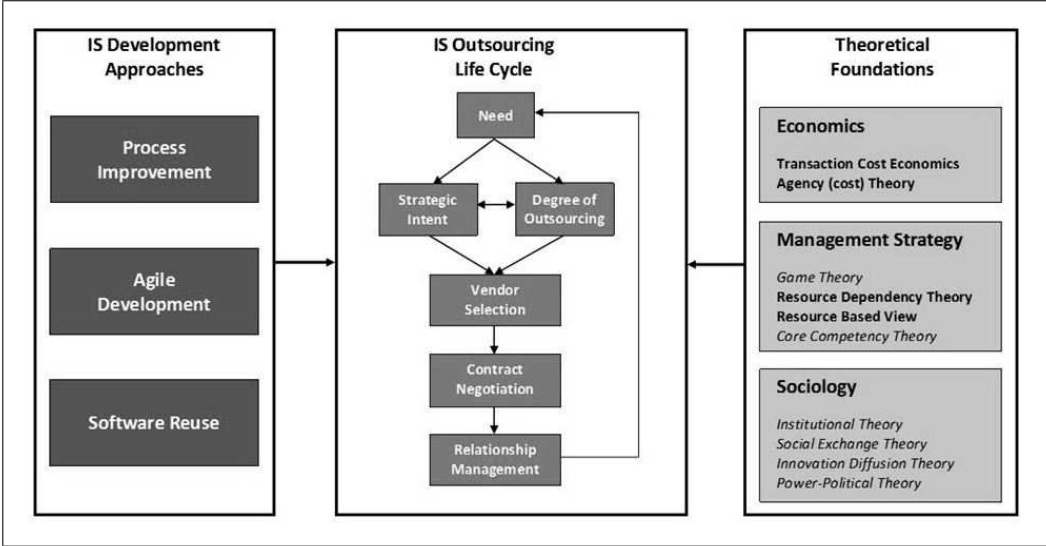 IS Development
Approaches
Process
Improvement
Agile
Development
Software Reuse
IS Outsourcing
Life Cycle
Need
Strategic
Intent
Degree of
Outsourcing
Vendor
Selection
Contract
Negotiation
Relationship
Management
Theoretical
Foundations
Economics
Transaction Cost Economics
Agency (cost) Theory
Management Strategy
Game Theory
Resource Dependency Theory
Resource Based View
Core Competency Theory
Sociology
Institutional Theory
Social Exchange Theory
Innovation Diffusion Theory
Power-Political Theory